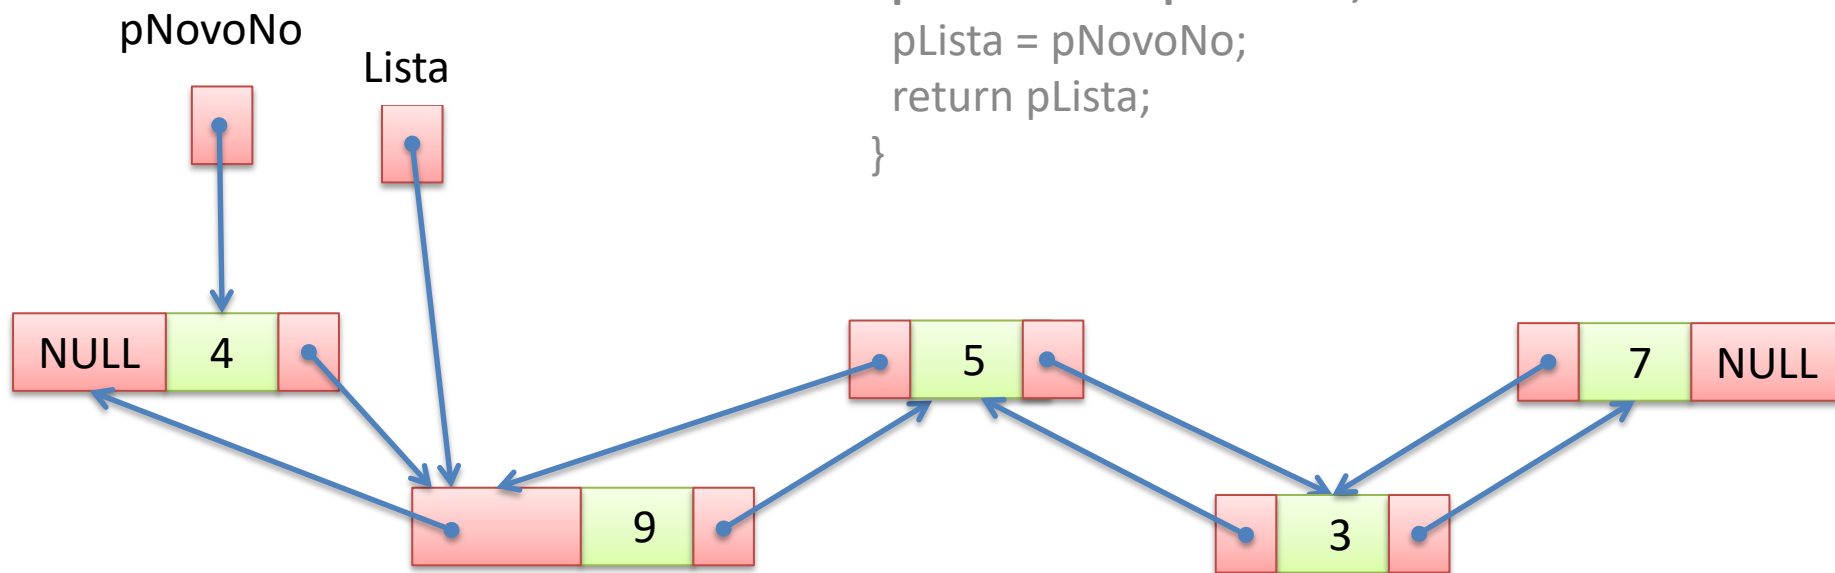 pNovoNo
Lista
pLista = pNovoNo;
return pLista;
}
NULL 4
5
7 NULL
9
3